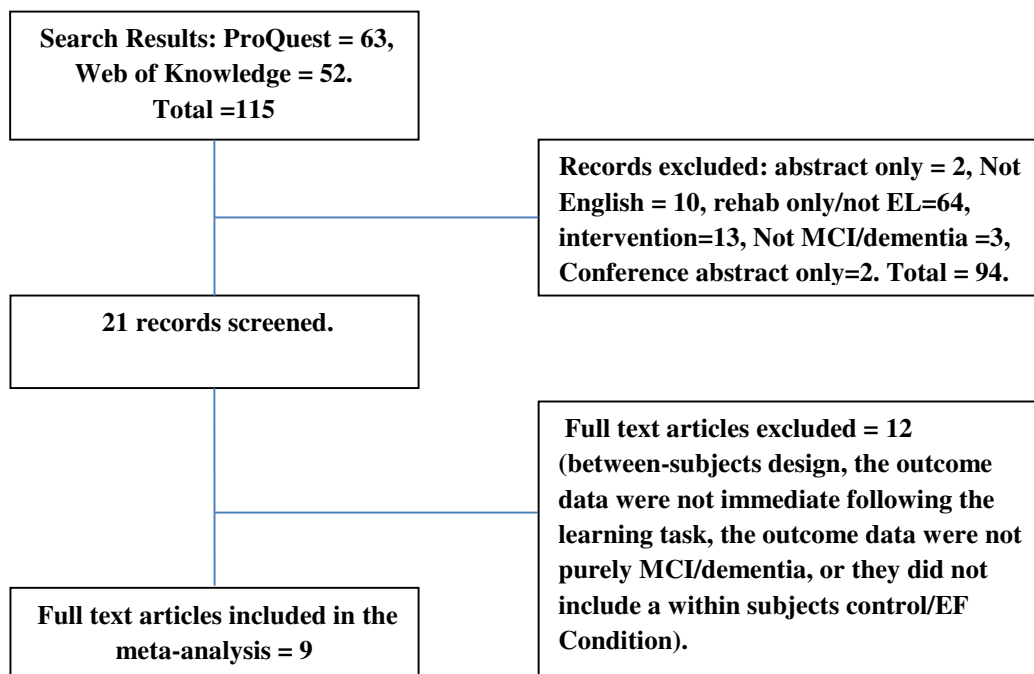 Search Results: ProQuest = 63,
Web of Knowledge = 52.
Total =115
Records excluded: abstract only = 2, Not
English = 10, rehab only/not EL=64,
intervention=13, Not MCI/dementia =3,
Conference abstract only=2. Total = 94.
21 records screened.
Full text articles excluded = 12
(between-subjects design, the outcome
data were not immediate following the
learning task, the outcome data were not
purely MCI/dementia, or they did not
include a within subjects control/EF
Condition).
Full text articles included in the
meta-analysis = 9